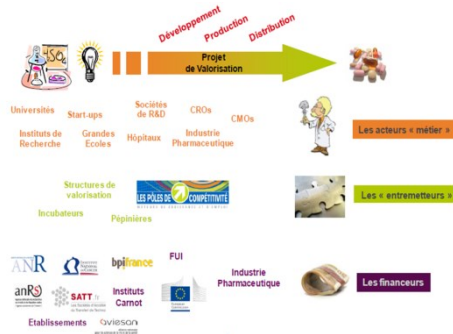 Développement
Production
Distribution
Projet
de Valorisation
Universités
Start-ups
Sociétés
de R&D
CROs
CMOs
Instituts de
Recherche
Grandes
Ecoles
Hôpitaux
Industrie
Pharmaceutique
Les acteurs « métier »
Structures de
valorisation
LES PÔLES DE COMPÉTITIVITÉ
Incubateurs
Pépinières
Les « entremetteurs »
ANR
bpifrance
FUI
anRS
SATT
Instituts
Carnot
Industrie
Pharmaceutique
Les financeurs
Etablissements
aviesan